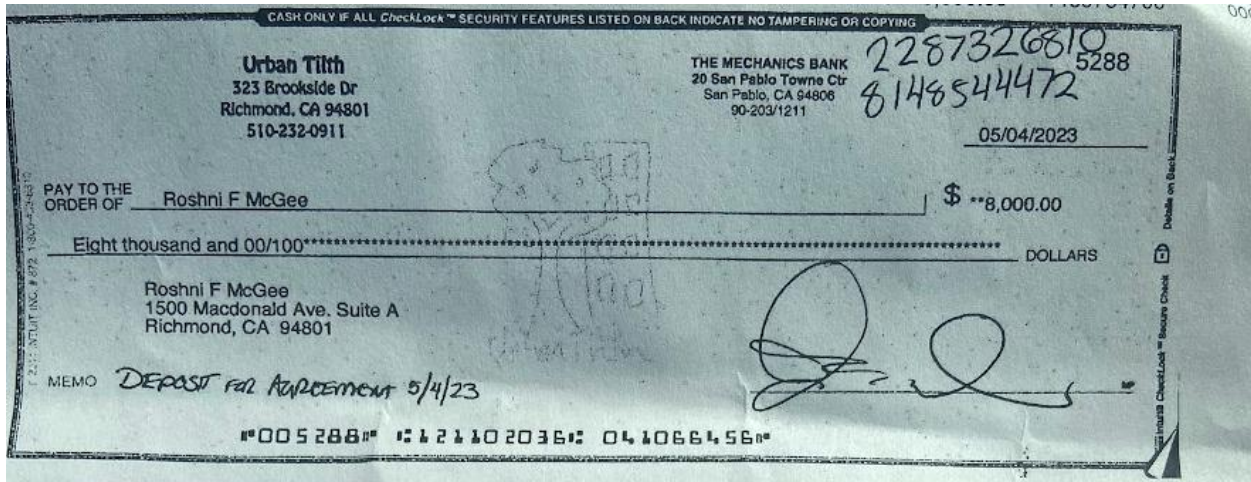 CASH ONLY IF ALL CheckLock™ SECURITY FEATURES LISTED ON BACK INDICATE NO TAMPERING OR COPYING
Urban Tilth
323 Brookside Dr
Richmond, CA 94801
510-232-0911
THE MECHANICS BANK
20 San Pablo Towne Ctr
San Pablo, CA 94806
90-203/1211
2287326810
8148544472
5288
05/04/2023
PAY TO THE
ORDER OF
Roshni F McGee
$ **8,000.00
Eight thousand and 00/100
DOLLARS
Roshni F McGee
1500 Macdonald Ave. Suite A
Richmond, CA 94801
MEMO DEPOSIT FOR AGREEMENT 5/4/23
MP
⑈005288⑈ ⑆121102036⑆ 041066456⑈
Intuit® CheckLock™ Secure Check
Details on Back